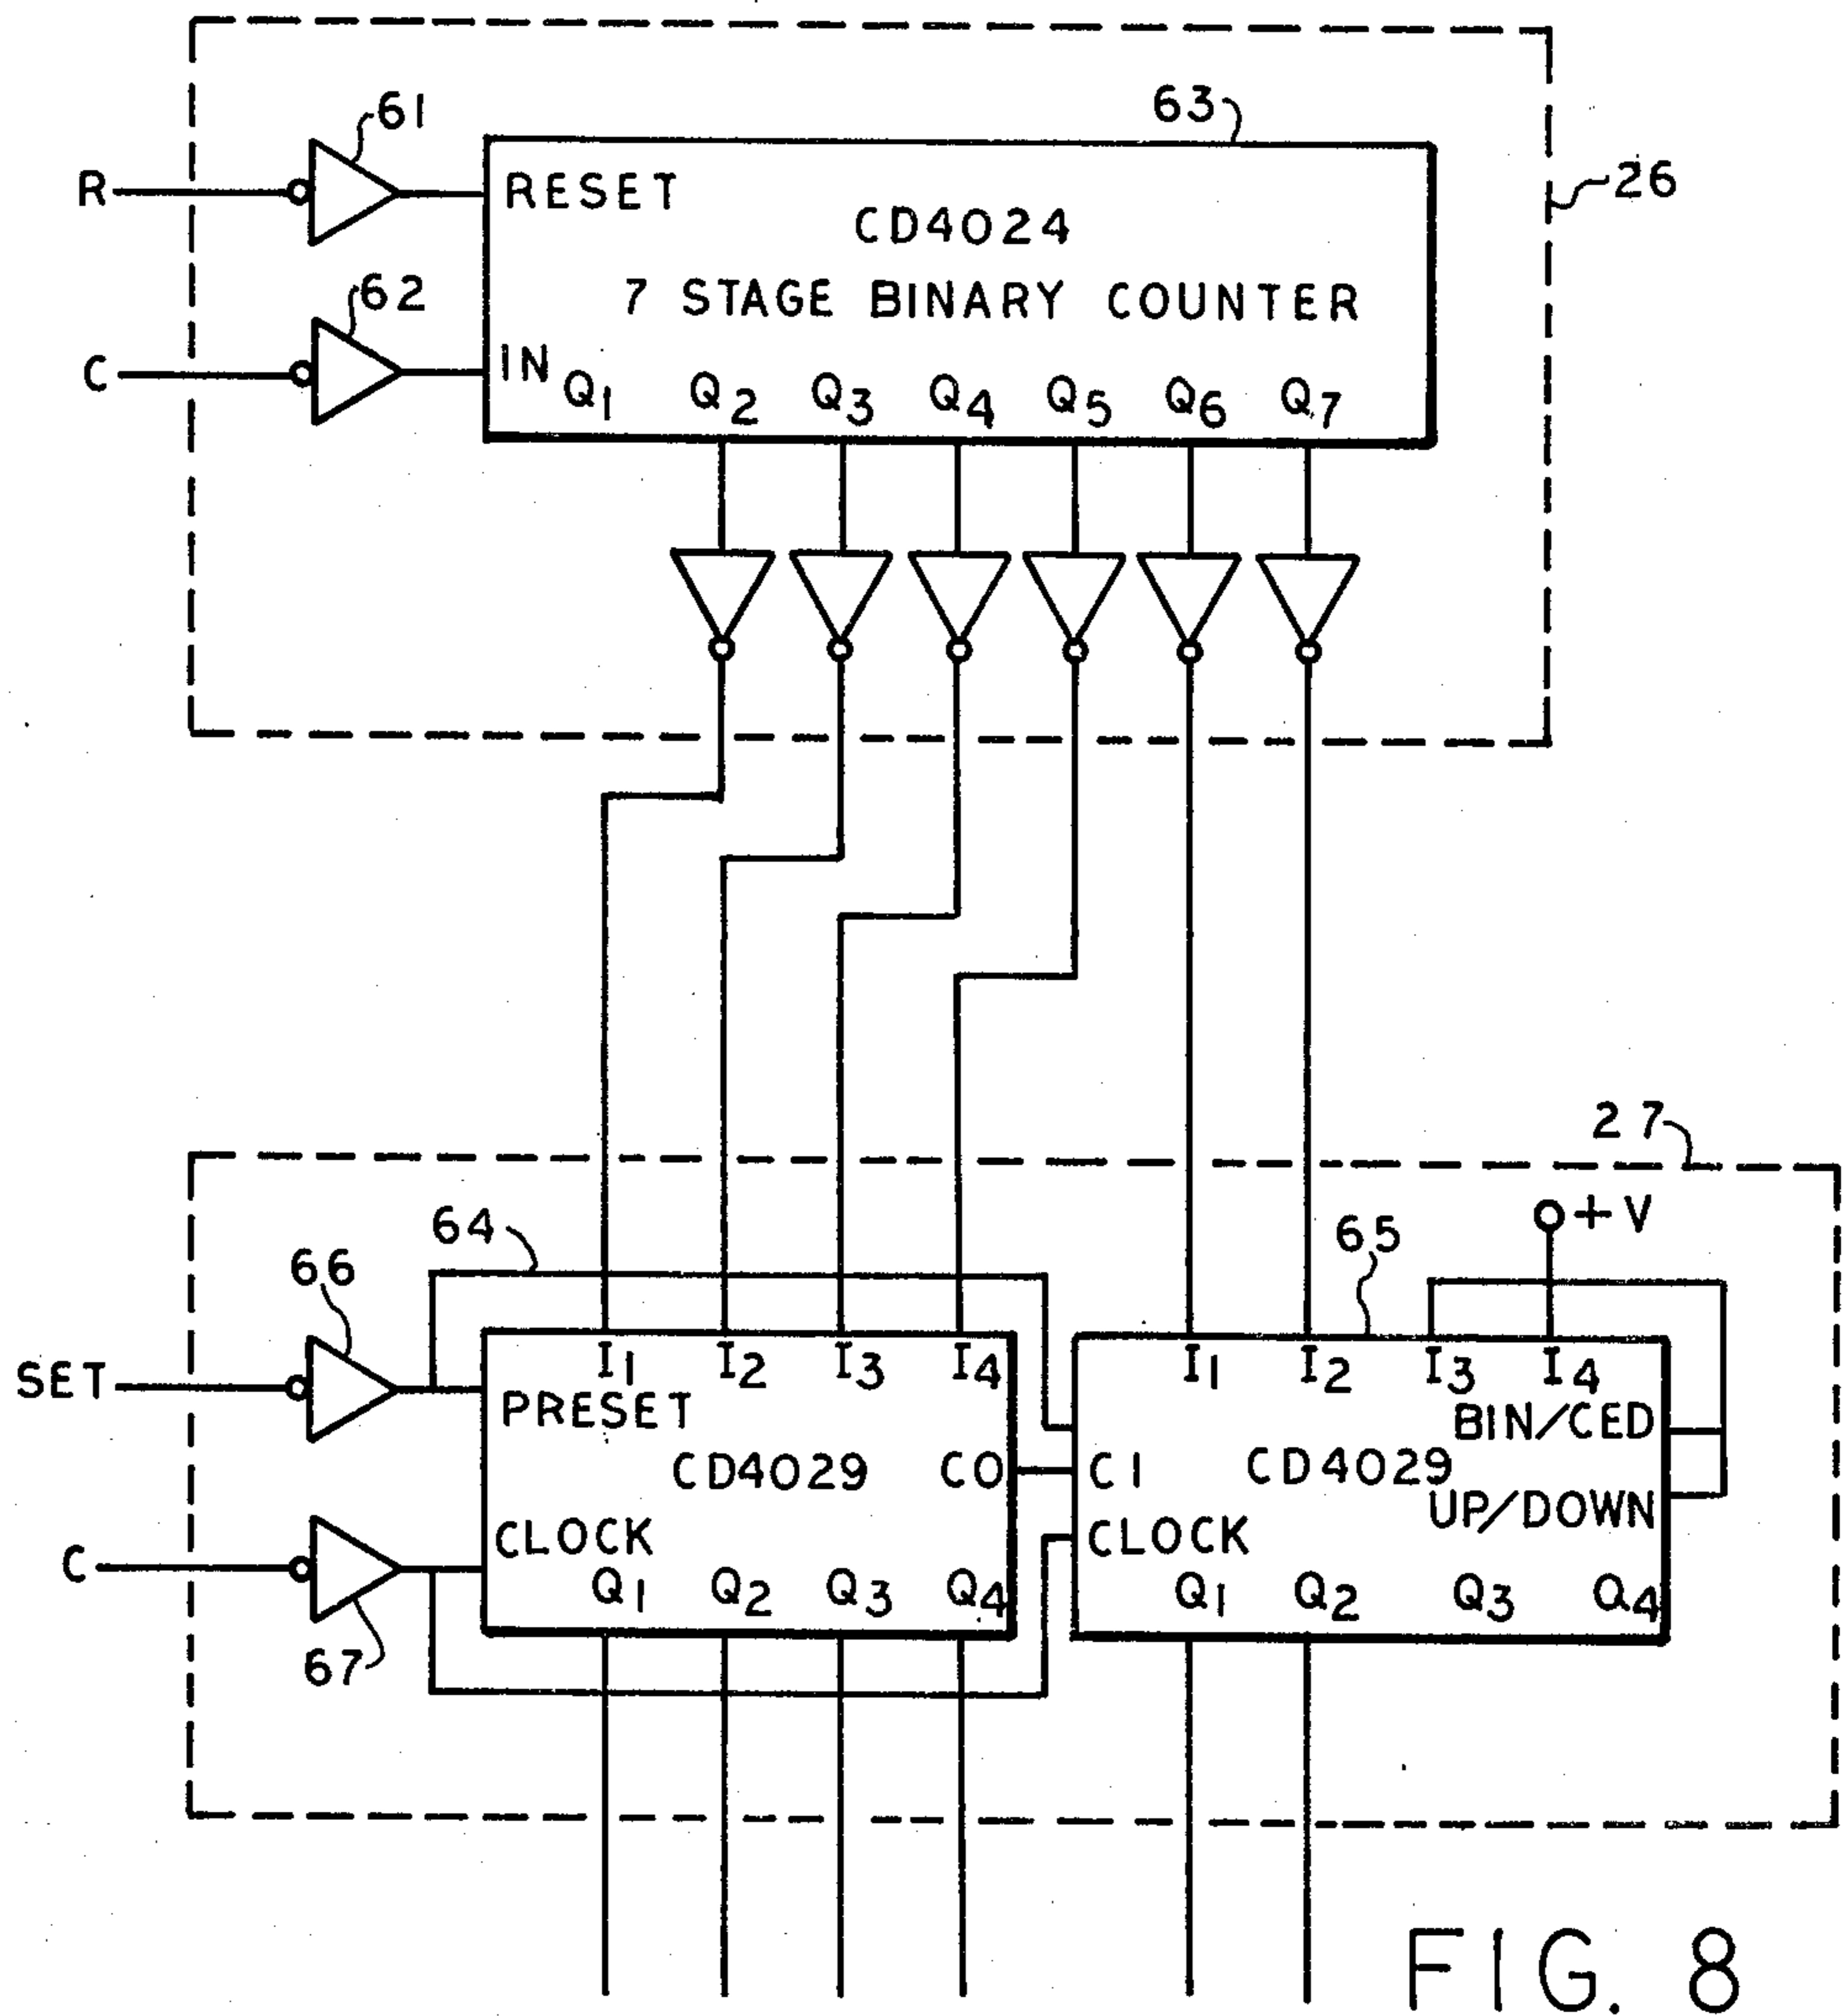 61
63
R
RESET
26
CD4024
62
7 STAGE BINARY COUNTER
C
IN
Q1 Q2 Q3 Q4 Q5 Q6 Q7
27
64
65
+V
66
SET
I1 I2 I3 I4
I1 I2 I3 I4
PRESET
BIN/CED
CD4029
CO
CI
CD4029
UP/DOWN
C
CLOCK
CLOCK
Q1 Q2 Q3 Q4
Q1 Q2 Q3 Q4
67
FIG. 8